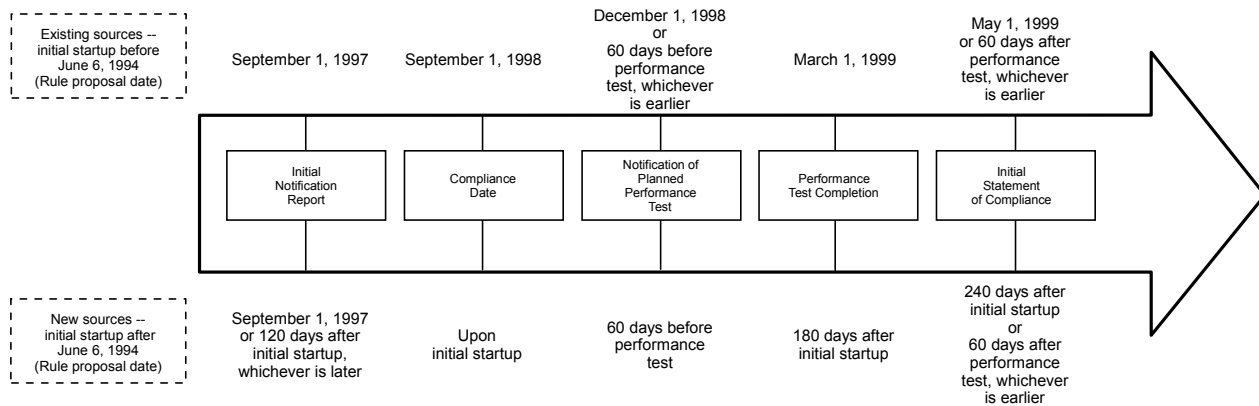 Existing sources --
initial startup before
June 6, 1994
(Rule proposal date)
September 1, 1997
September 1, 1998
December 1, 1998
or
60 days before
performance
test, whichever
is earlier
March 1, 1999
May 1, 1999
or 60 days after
performance
test, whichever
is earlier
Initial
Notification
Report
Compliance
Date
Notification of
Planned
Performance
Test
Performance
Test Completion
Initial
Statement
of Compliance
New sources --
initial startup after
June 6, 1994
(Rule proposal date)
September 1, 1997
or 120 days after
initial startup,
whichever is later
Upon
initial startup
60 days before
performance
test
180 days after
initial startup
240 days after
initial startup
or
60 days after
performance
test, whichever
is earlier